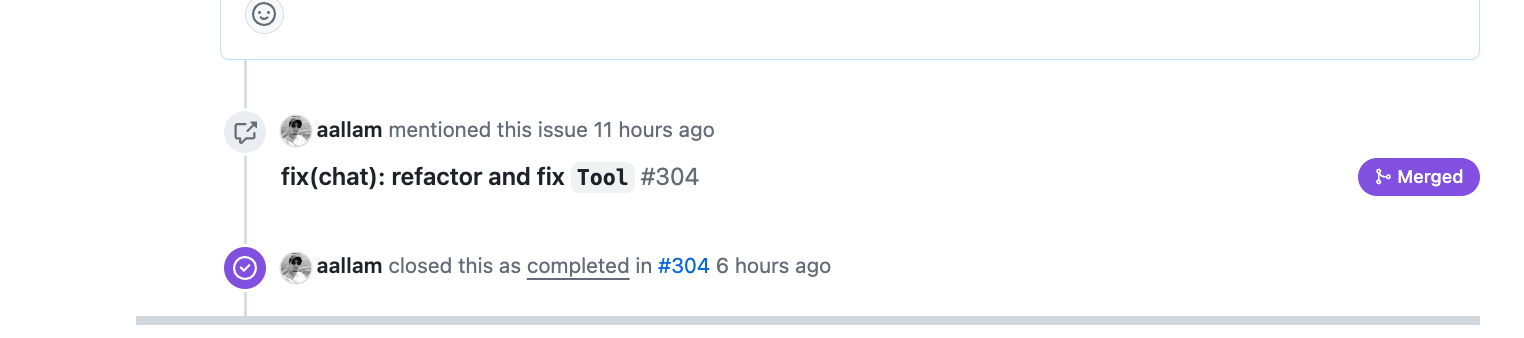 aallam mentioned this issue 11 hours ago
fix(chat): refactor and fix Tool #304
Merged
aallam closed this as completed in #304 6 hours ago